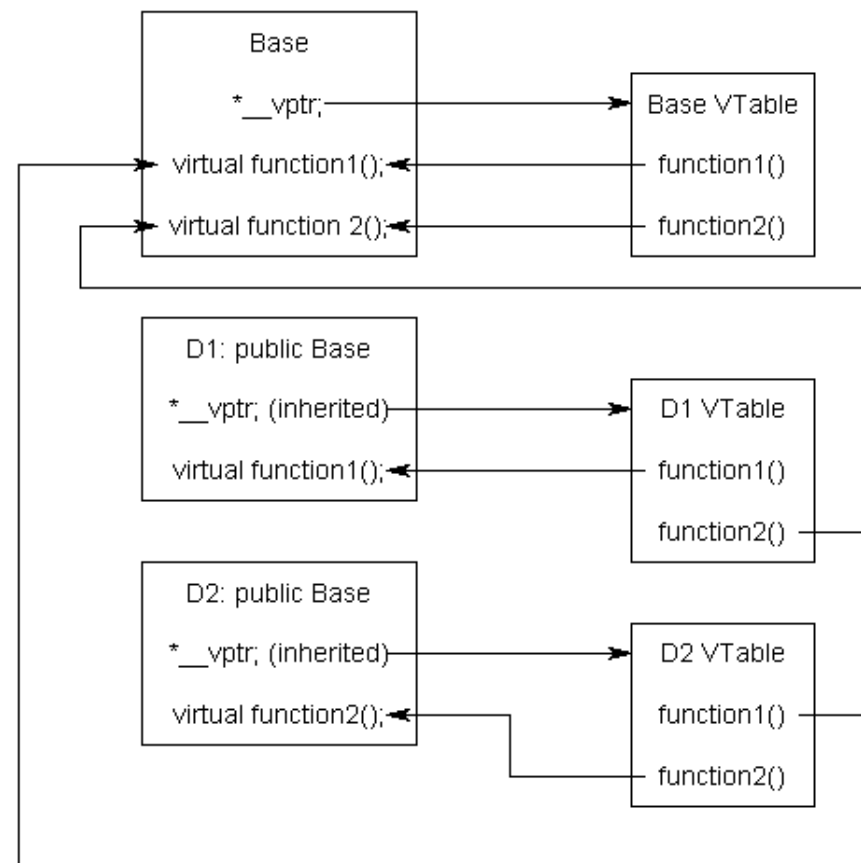 Base
*__vptr;
Base VTable
virtual function1();
function1()
virtual function 2();
function2()
D1: public Base
*__vptr; (inherited)
D1 VTable
virtual function1();
function1()
function2()
D2: public Base
*__vptr; (inherited)
D2 VTable
virtual function2();
function1()
function2()